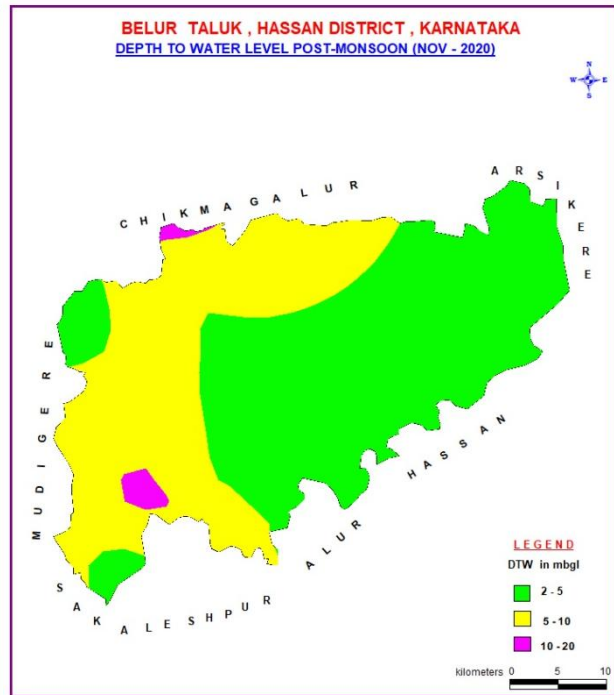 BELUR TALUK , HASSAN DISTRICT , KARNATAKA
DEPTH TO WATER LEVEL POST-MONSOON (NOV - 2020)
N
W E
S
CHIKMAGALUR
ARSIKERE
MUDIGERE
HASSAN
ALUR
SAKALESHPUR
LEGEND
DTW in mbgl
2 - 5
5 - 10
10 - 20
kilometers 0 5 10